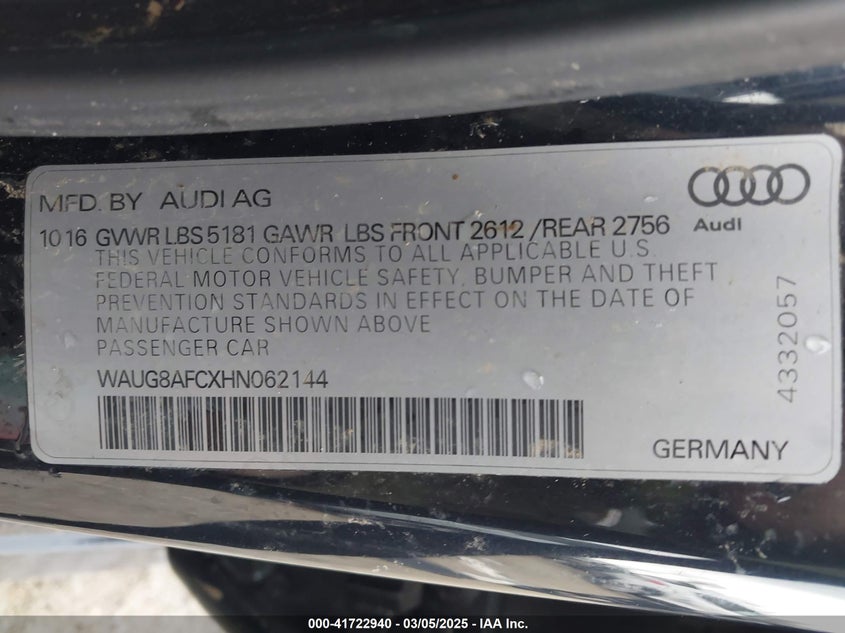 MFD. BY AUDI AG
Audi
10 16 GVWR LBS 5181 GAWR LBS FRONT 2612 /REAR 2756
THIS VEHICLE CONFORMS TO ALL APPLICABLE U.S.
FEDERAL MOTOR VEHICLE SAFETY, BUMPER AND THEFT
PREVENTION STANDARDS IN EFFECT ON THE DATE OF
MANUFACTURE SHOWN ABOVE
PASSENGER CAR
WAUG8AFCXHN062144
4332057
GERMANY
000-41722940 — 03/05/2025 — IAA Inc.